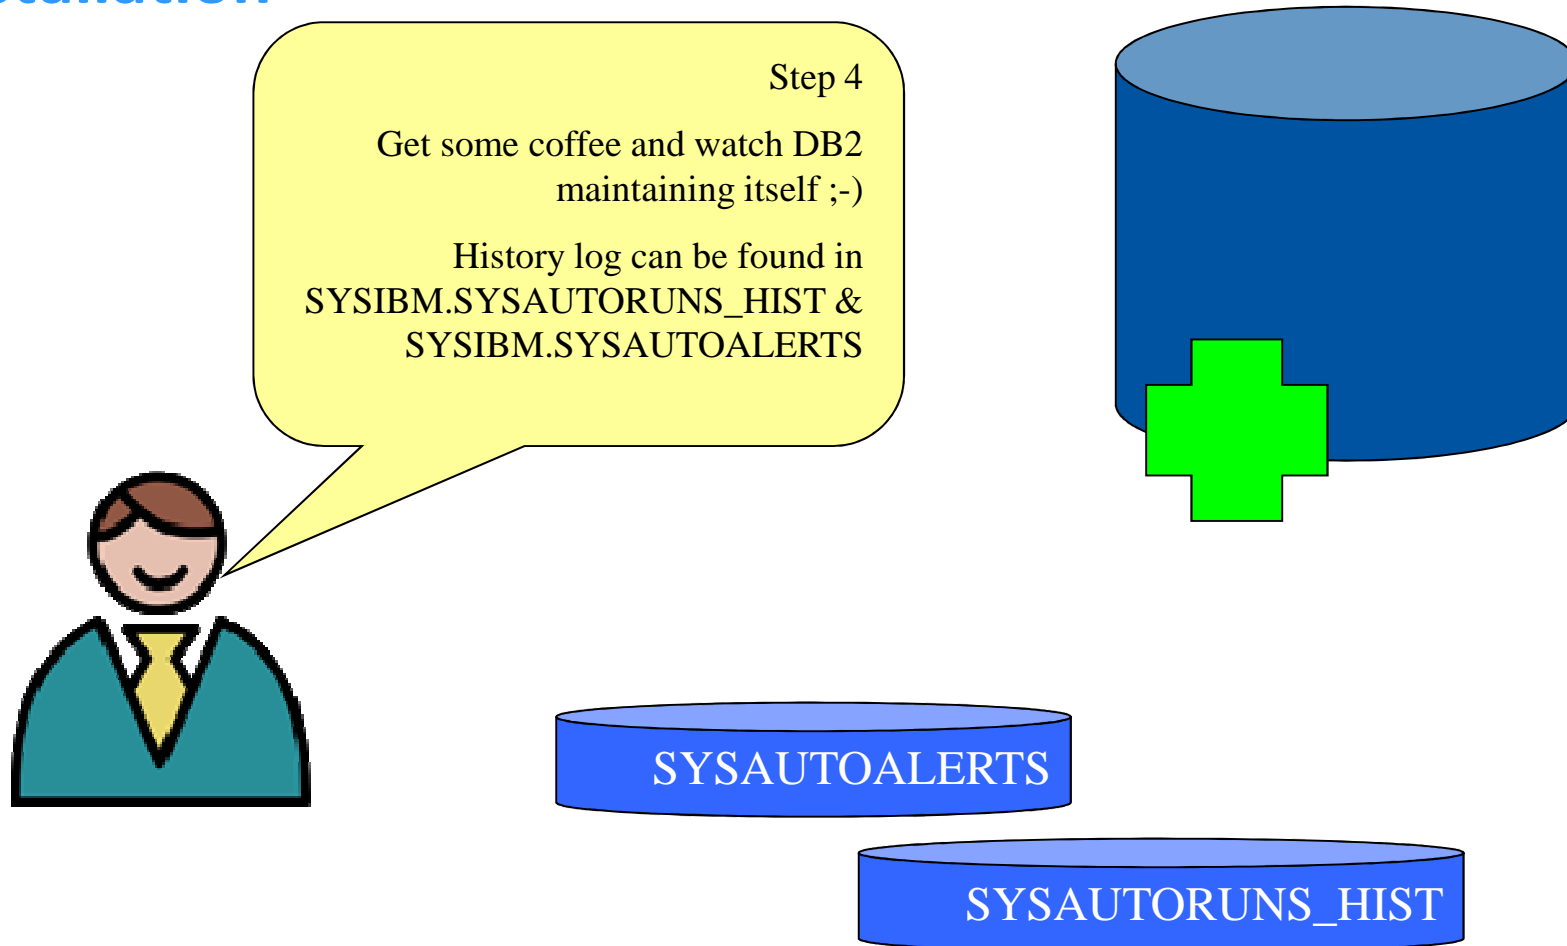 Step 4
Get some coffee and watch DB2
maintaining itself ;-)
History log can be found in
SYSIBM.SYSAUTORUNS_HIST &
SYSIBM.SYSAUTOALERTS
SYSAUTOALERTS
SYSAUTORUNS_HIST